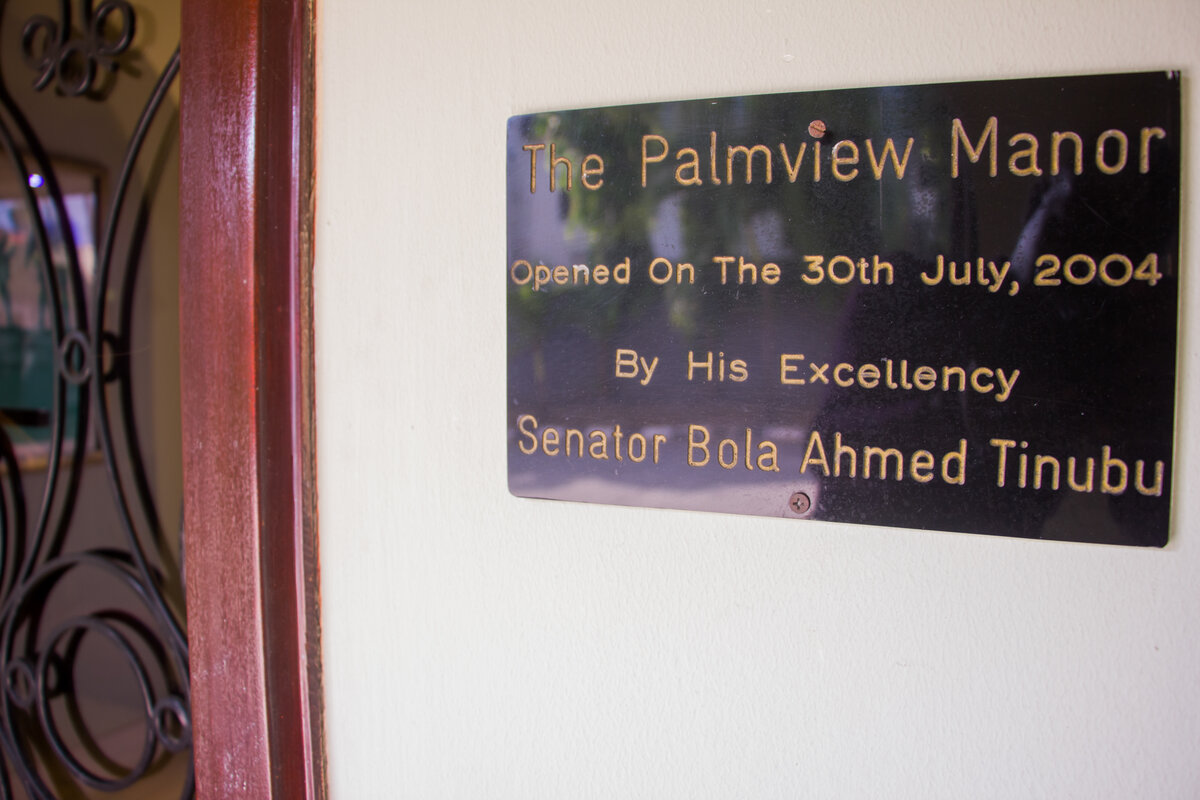 The Palmview Manor
Opened On The 30th July, 2004
By His Excellency
Senator Bola Ahmed Tinubu